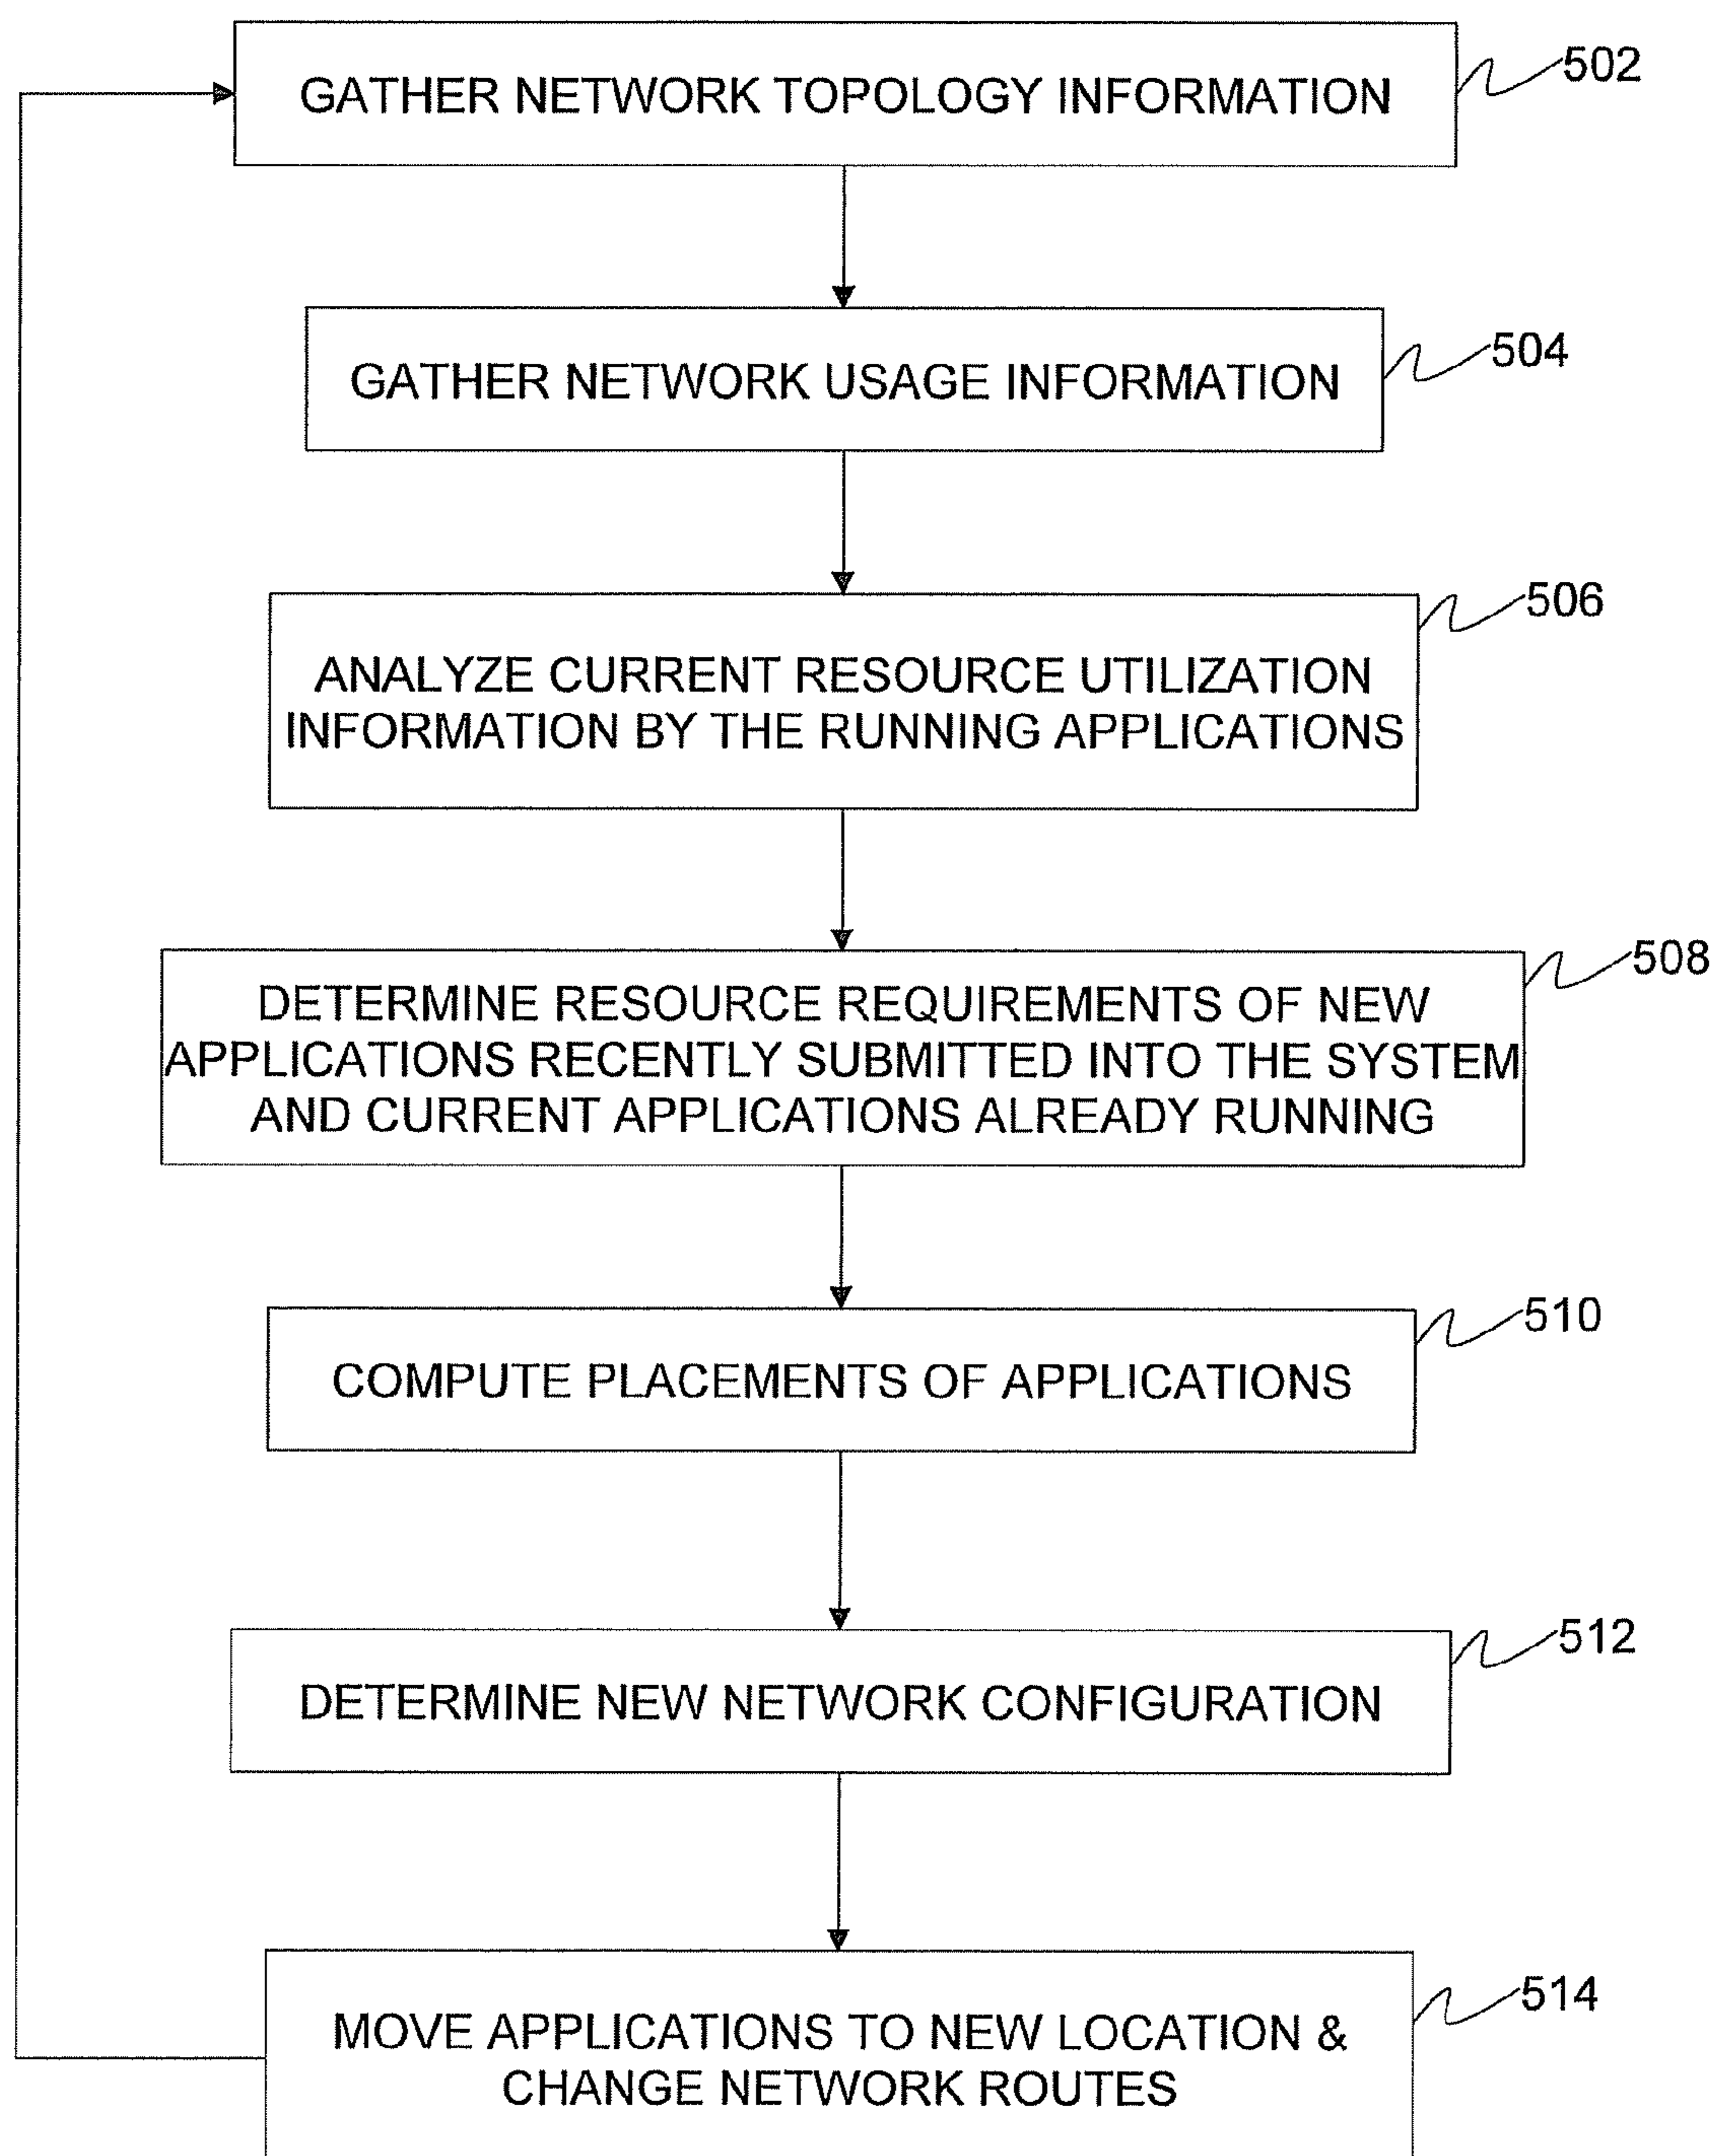 GATHER NETWORK TOPOLOGY INFORMATION
502
GATHER NETWORK USAGE INFORMATION
504
506
ANALYZE CURRENT RESOURCE UTILIZATION
INFORMATION BY THE RUNNING APPLICATIONS
508
DETERMINE RESOURCE REQUIREMENTS OF NEW
APPLICATIONS RECENTLY SUBMITTED INTO THE SYSTEM
AND CURRENT APPLICATIONS ALREADY RUNNING
510
COMPUTE PLACEMENTS OF APPLICATIONS
512
DETERMINE NEW NETWORK CONFIGURATION
514
MOVE APPLICATIONS TO NEW LOCATION &
CHANGE NETWORK ROUTES